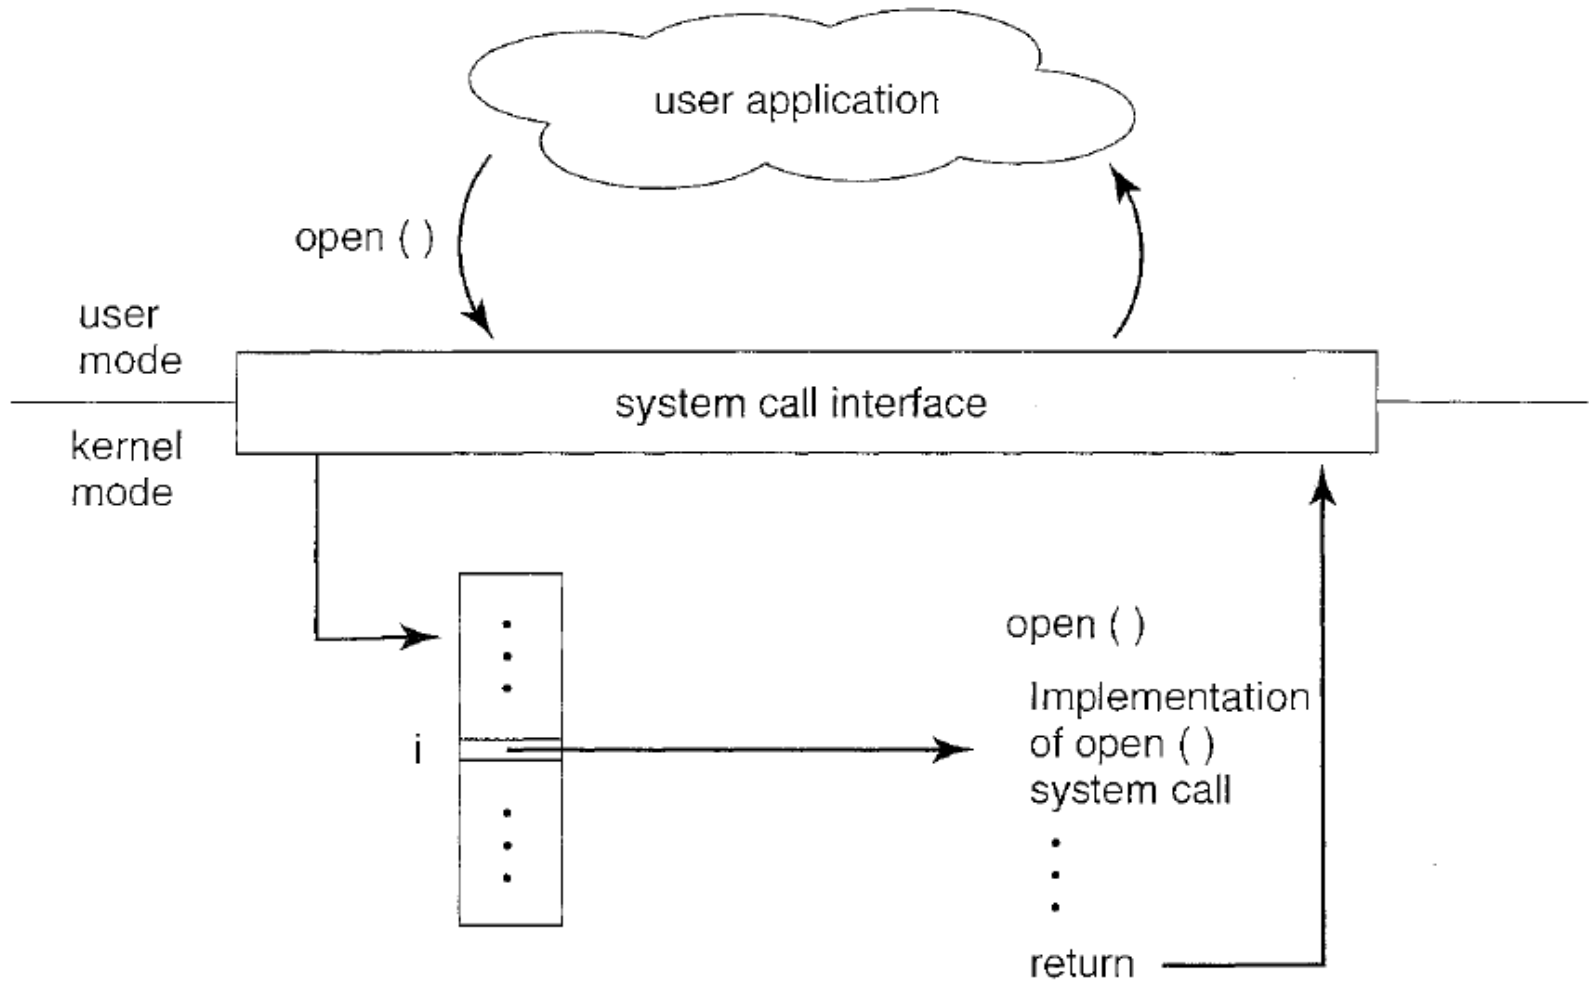 user application
open ( )
user
mode
system call interface
kernel
mode
open ( )
Implementation
of open ( )
system call
i
return